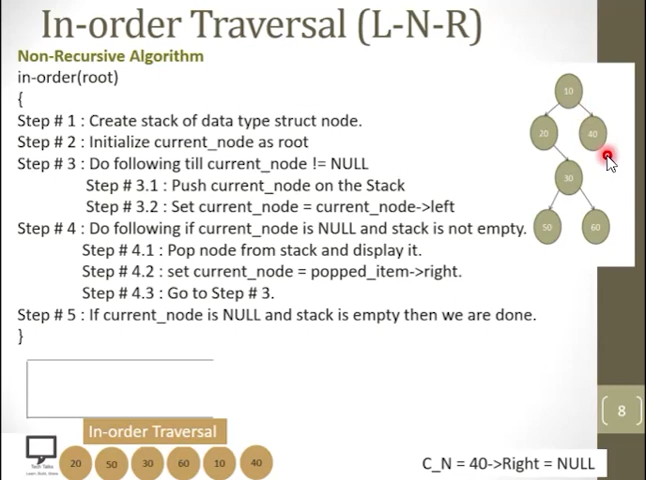 In-order Traversal (L-N-R)
Non-Recursive Algorithm
in-order(root)
{
Step # 1 : Create stack of data type struct node.
Step # 2 : Initialize current_node as root
Step # 3 : Do following till current_node != NULL
Step # 3.1 : Push current_node on the Stack
Step # 3.2 : Set current_node = current_node->left
Step # 4 : Do following if current_node is NULL and stack is not empty.
Step # 4.1 : Pop node from stack and display it.
Step # 4.2 : set current_node = popped_item->right.
Step # 4.3 : Go to Step # 3.
Step # 5 : If current_node is NULL and stack is empty then we are done.
}
10
20 40
30
50 60
8
In-order Traversal
20 50 30 60 10 40
C_N = 40->Right = NULL
Tech Talks